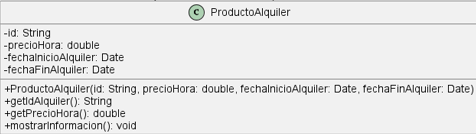 C ProductoAlquiler
-id: String
-precioHora: double
-fechaInicioAlquiler: Date
-fechaFinAlquiler: Date
+ProductoAlquiler(id: String, precioHora: double, fechaInicioAlquiler: Date, fechaFinAlquiler: Date)
+getIdAlquiler(): String
+getPrecioHora(): double
+mostrarInformacion(): void